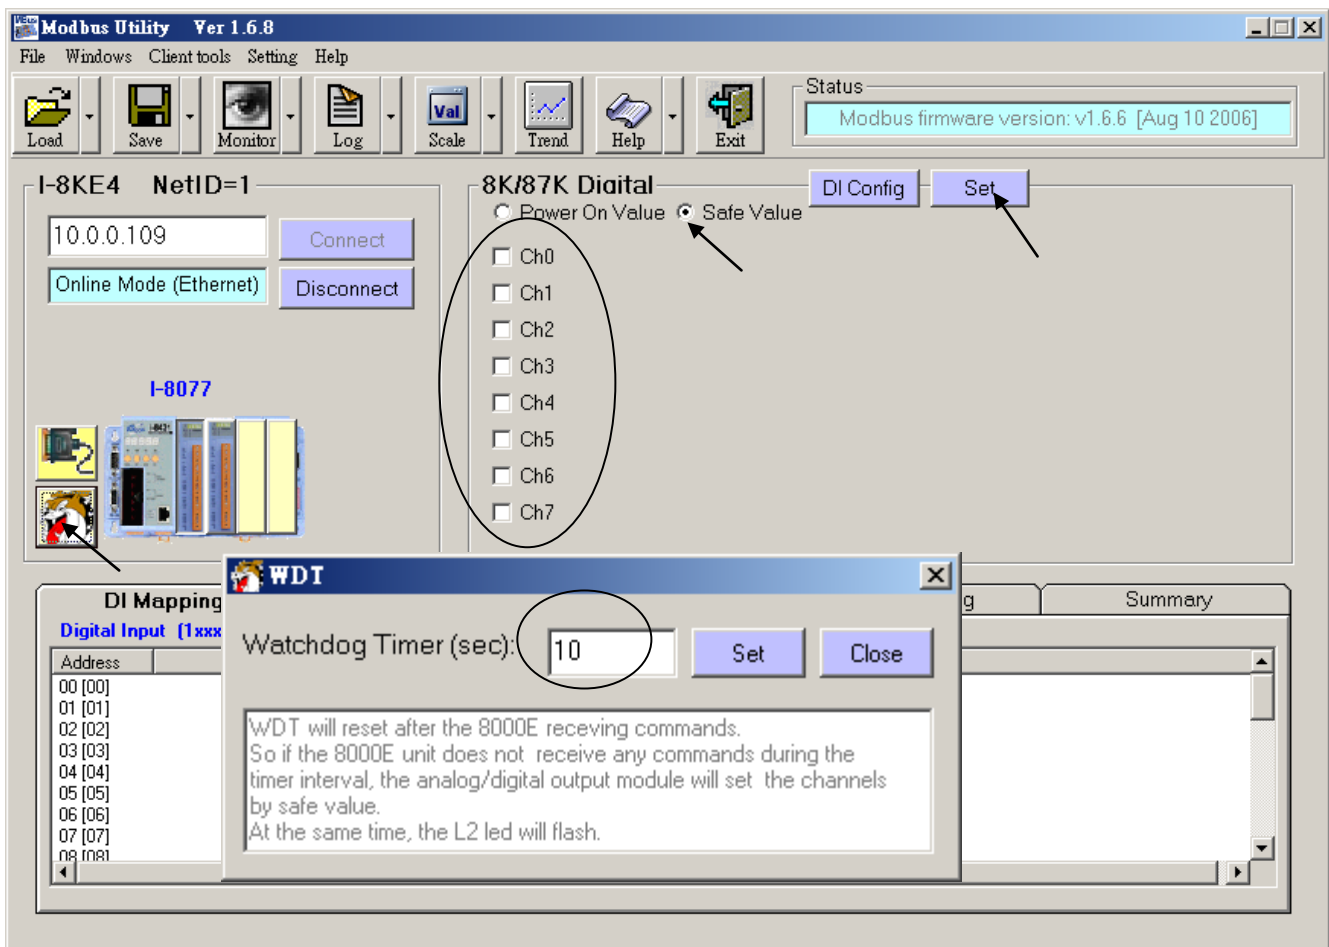 Modbus Utility Ver 1.6.8
File Windows Client tools Setting Help
Load Save Monitor Log Val Scale Trend Help Exit
Status
Modbus firmware version: v1.6.6 [Aug 10 2006]
I-8KE4 NetID=1
8K/87K Digital
DI Config Set
Power On Value Safe Value
10.0.0.109 Connect
Online Mode (Ethernet) Disconnect
Ch0
Ch1
Ch2
Ch3
Ch4
Ch5
Ch6
Ch7
I-8077
WDT
Watchdog Timer (sec): 10 Set Close
WDT will reset after the 8000E receving commands.
So if the 8000E unit does not receive any commands during the
timer interval, the analog/digital output module will set the channels
by safe value.
At the same time, the L2 led will flash.
DI Mapping g Summary
Digital Input (1xxx
Address
00 [00]
01 [01]
02 [02]
03 [03]
04 [04]
05 [05]
06 [06]
07 [07]
08 [08]